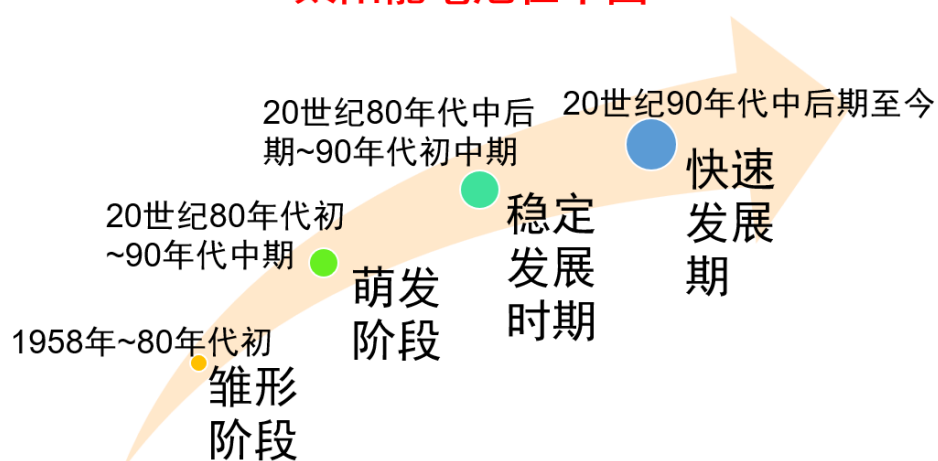 20世纪90年代中后期至今
快速
发展
期
20世纪80年代中后
期~90年代初中期
稳定
发展
时期
20世纪80年代初
~90年代中期
萌发
阶段
1958年~80年代初
雏形
阶段